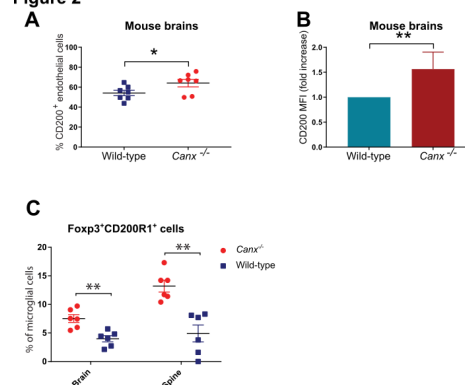 Figure 2
A
Mouse brains
% CD200+ endothelial cells
100
80
60
40
20
0
*
Wild-type
Canx -/-
B
Mouse brains
CD200 MFI (fold increase)
2.0
1.5
1.0
0.5
0.0
**
Wild-type
Canx -/-
C
Foxp3+CD200R1+ cells
% of microglial cells
20
15
10
5
0
**
**
Canx-/-
Wild-type
Brain
Spine